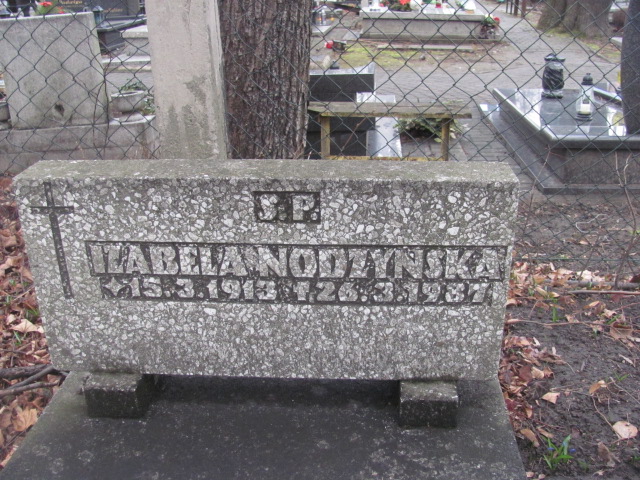 Ś.P.
IZABELA NODZYŃSKA
*15.3.1913 †26.3.1937